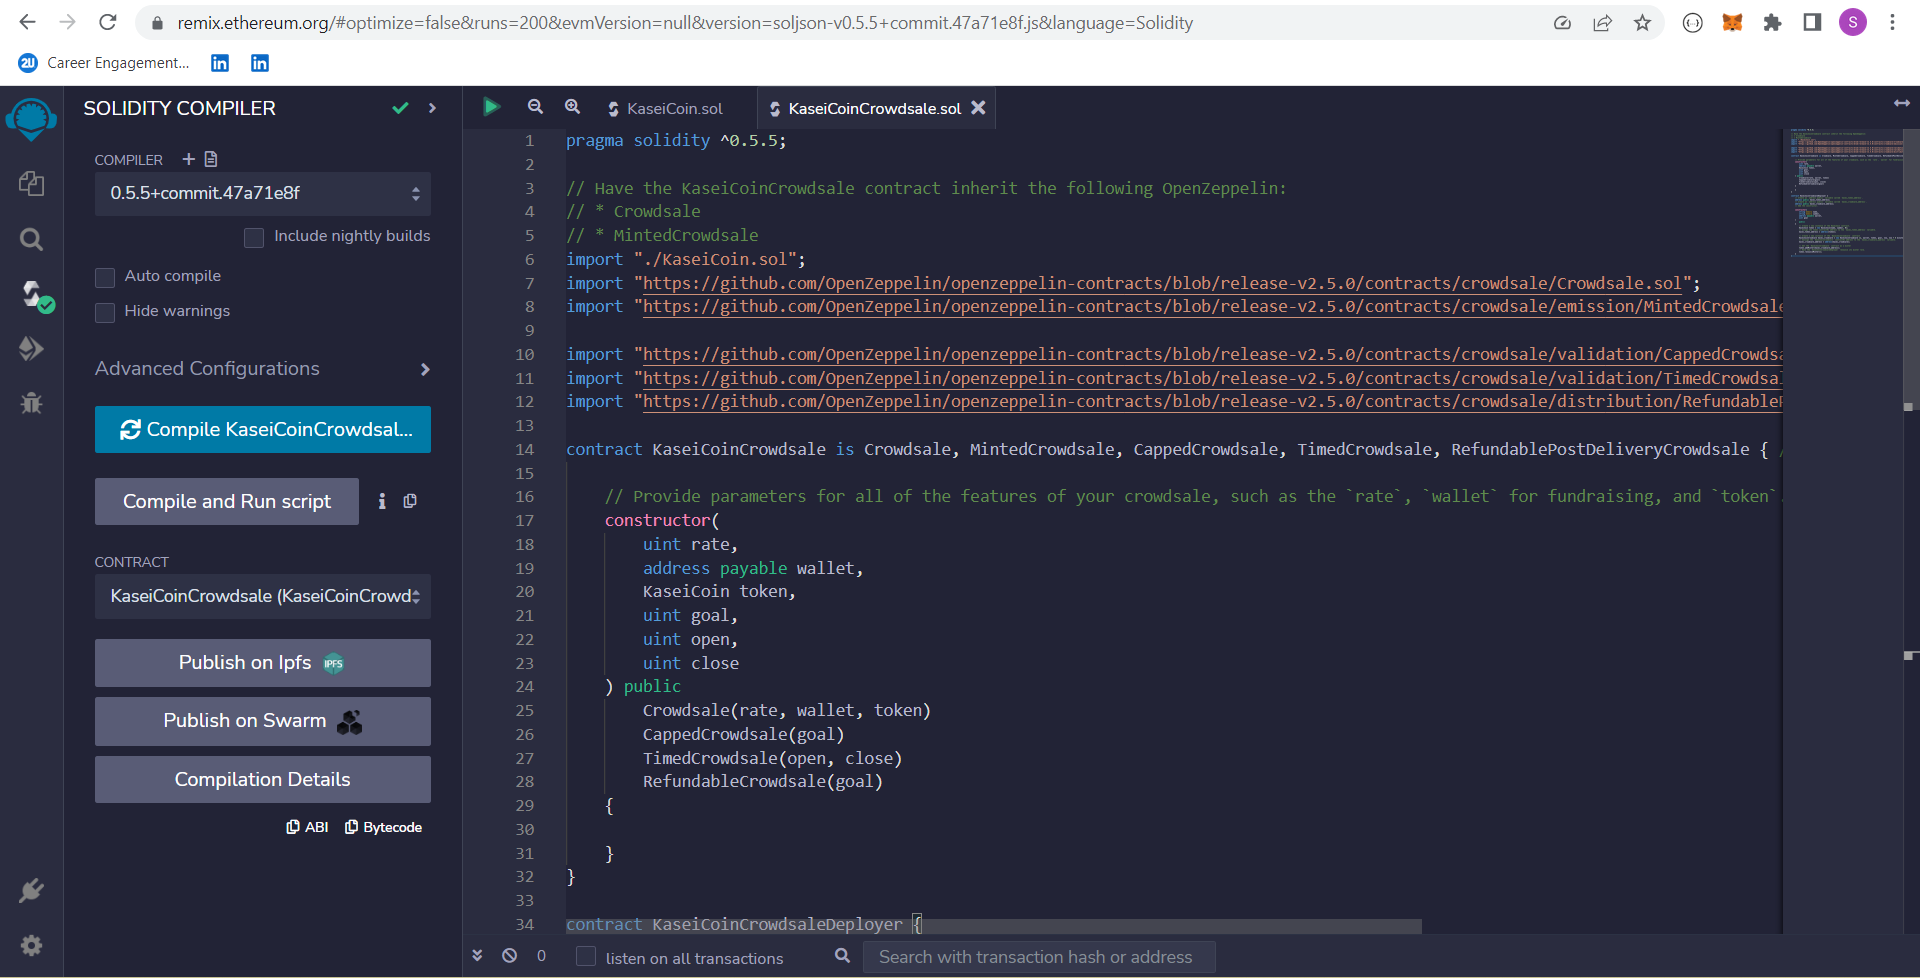 remix.ethereum.org/#optimize=false&runs=200&evmVersion=null&version=soljson-v0.5.5+commit.47a71e8f.js&language=Solidity
S
2U Career Engagement...
in
in
SOLIDITY COMPILER
COMPILER
0.5.5+commit.47a71e8f
Include nightly builds
Auto compile
Hide warnings
Advanced Configurations
Compile KaseiCoinCrowdsal...
Compile and Run script
CONTRACT
KaseiCoinCrowdsale (KaseiCoinCrowd
Publish on Ipfs IPFS
Publish on Swarm
Compilation Details
ABI Bytecode
KaseiCoin.sol KaseiCoinCrowdsale.sol
1 pragma solidity ^0.5.5;
2
3 // Have the KaseiCoinCrowdsale contract inherit the following OpenZeppelin:
4 // * Crowdsale
5 // * MintedCrowdsale
6 import "./KaseiCoin.sol";
7 import "https://github.com/OpenZeppelin/openzeppelin-contracts/blob/release-v2.5.0/contracts/crowdsale/Crowdsale.sol";
8 import "https://github.com/OpenZeppelin/openzeppelin-contracts/blob/release-v2.5.0/contracts/crowdsale/emission/MintedCrowdsale
9
10 import "https://github.com/OpenZeppelin/openzeppelin-contracts/blob/release-v2.5.0/contracts/crowdsale/validation/CappedCrowdsa
11 import "https://github.com/OpenZeppelin/openzeppelin-contracts/blob/release-v2.5.0/contracts/crowdsale/validation/TimedCrowdsal
12 import "https://github.com/OpenZeppelin/openzeppelin-contracts/blob/release-v2.5.0/contracts/crowdsale/distribution/RefundableP
13
14 contract KaseiCoinCrowdsale is Crowdsale, MintedCrowdsale, CappedCrowdsale, TimedCrowdsale, RefundablePostDeliveryCrowdsale { /
15
16 // Provide parameters for all of the features of your crowdsale, such as the `rate`, `wallet` for fundraising, and `token`.
17 constructor(
18 uint rate,
19 address payable wallet,
20 KaseiCoin token,
21 uint goal,
22 uint open,
23 uint close
24 ) public
25 Crowdsale(rate, wallet, token)
26 CappedCrowdsale(goal)
27 TimedCrowdsale(open, close)
28 RefundableCrowdsale(goal)
29 {
30
31 }
32 }
33
34 contract KaseiCoinCrowdsaleDeployer {
0 listen on all transactions Search with transaction hash or address